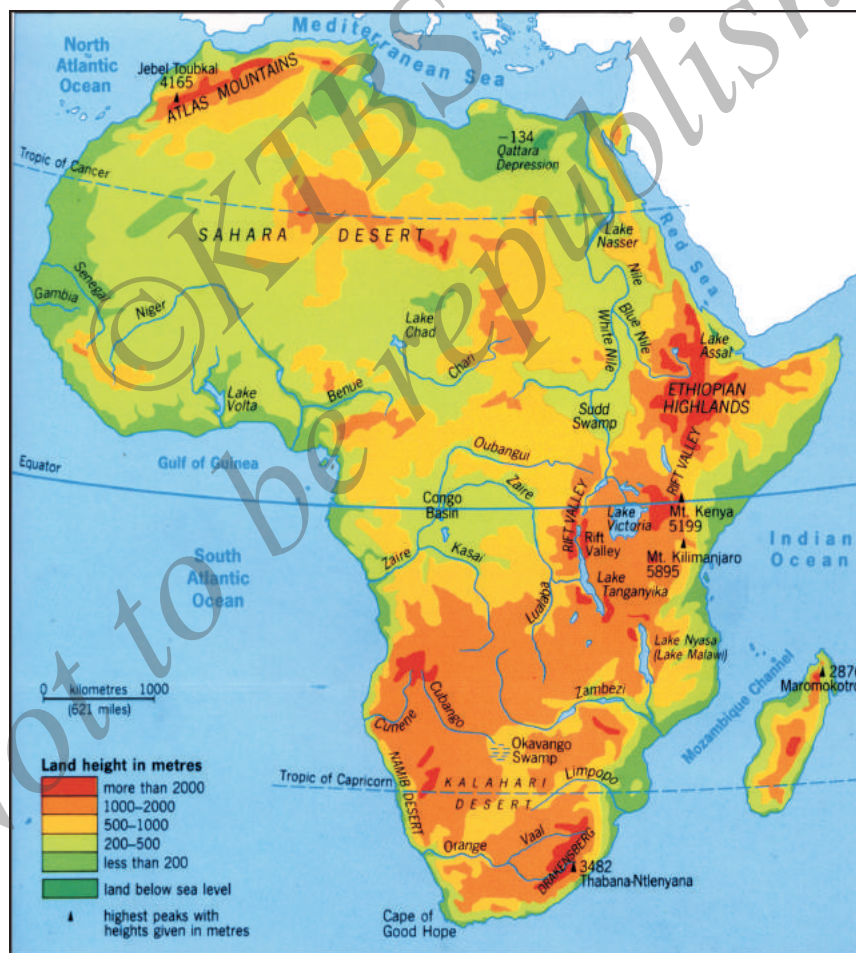 ©KTBS
Not to be republished
Mediterranean Sea
North
Atlantic
Ocean
Jebel Toubkal
4165
ATLAS MOUNTAINS
−134
Qattara
Depression
Tropic of Cancer
SAHARA DESERT
Lake
Nasser
Red Sea
Nile
Senegal
Gambia
Niger
Lake
Chad
Chari
White Nile
Blue Nile
Lake
Assal
ETHIOPIAN
HIGHLANDS
Lake
Volta
Benue
Sudd
Swamp
Oubangui
Gulf of Guinea
Equator
RIFT VALLEY
RIFT VALLEY
Congo
Basin
Zaire
Lake
Victoria
Mt. Kenya
5199
Rift
Valley
Mt. Kilimanjaro
5895
Indian
Ocean
South
Atlantic
Ocean
Zaire
Kasai
Lualaba
Lake
Tanganyika
Lake Nyasa
(Lake Malawi)
0 kilometres 1000
(621 miles)
Zambezi
Mozambique Channel
2876
Maromokotro
Cunene
Cubango
Okavango
Swamp
NAMIB DESERT
Tropic of Capricorn
KALAHARI
DESERT
Limpopo
Orange
Vaal
DRAKENSBERG
3482
Thabana-Ntlenyana
Cape of
Good Hope
Land height in metres
more than 2000
1000–2000
500–1000
200–500
less than 200
land below sea level
highest peaks with
heights given in metres